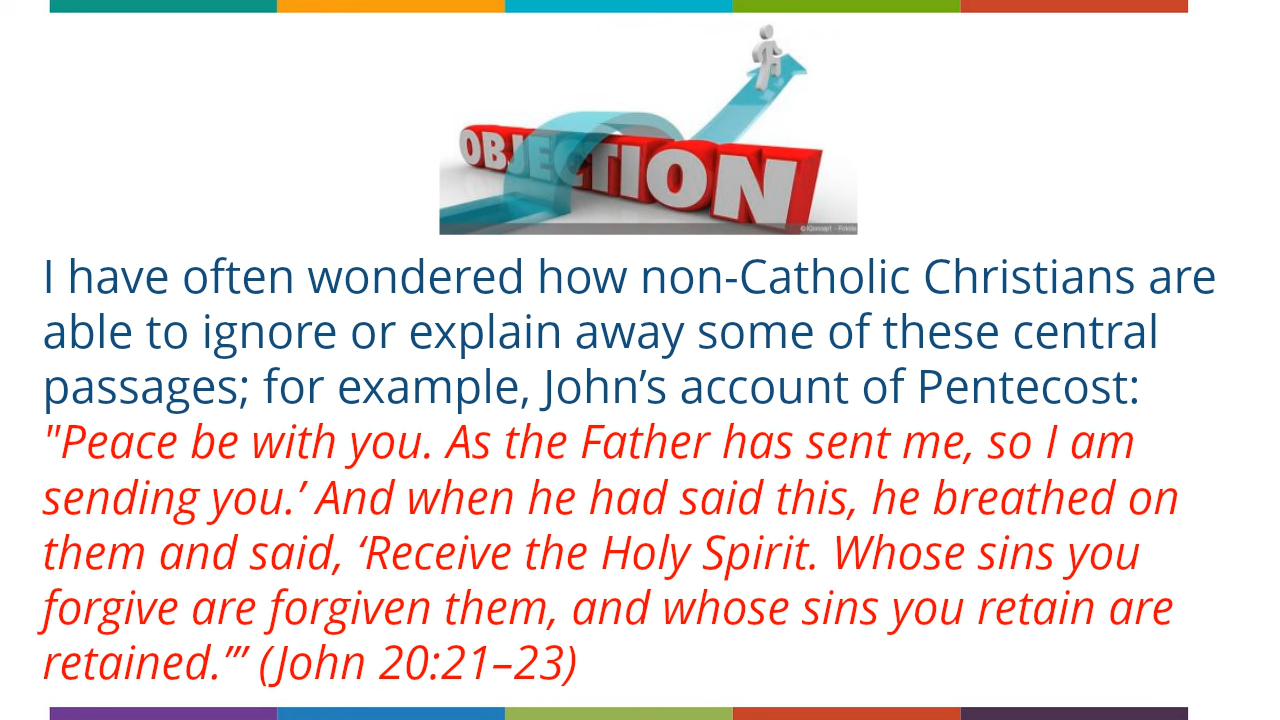 OBJECTION
© iQoncept - Fotolia
I have often wondered how non-Catholic Christians are
able to ignore or explain away some of these central
passages; for example, John’s account of Pentecost:
"Peace be with you. As the Father has sent me, so I am
sending you.’ And when he had said this, he breathed on
them and said, ‘Receive the Holy Spirit. Whose sins you
forgive are forgiven them, and whose sins you retain are
retained.’” (John 20:21–23)